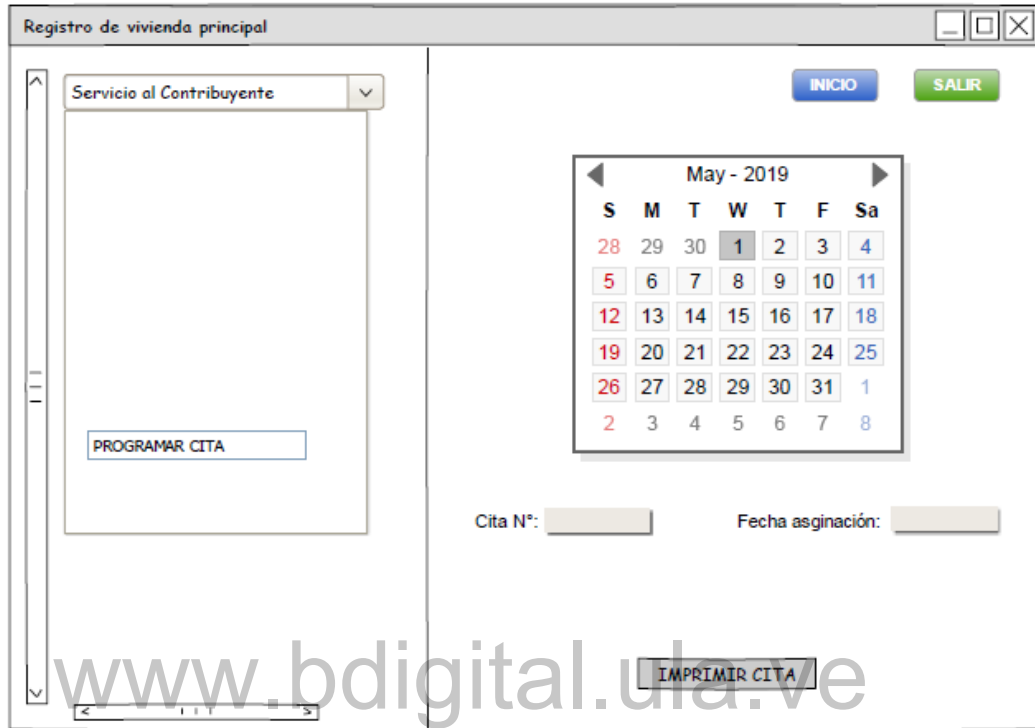 Registro de vivienda principal
Servicio al Contribuyente
INICIO
SALIR
May - 2019
S M T W T F Sa
28 29 30 1 2 3 4
5 6 7 8 9 10 11
12 13 14 15 16 17 18
19 20 21 22 23 24 25
26 27 28 29 30 31 1
2 3 4 5 6 7 8
PROGRAMAR CITA
Cita N°:
Fecha asginación:
IMPRIMIR CITA
www.bdigital.ula.ve